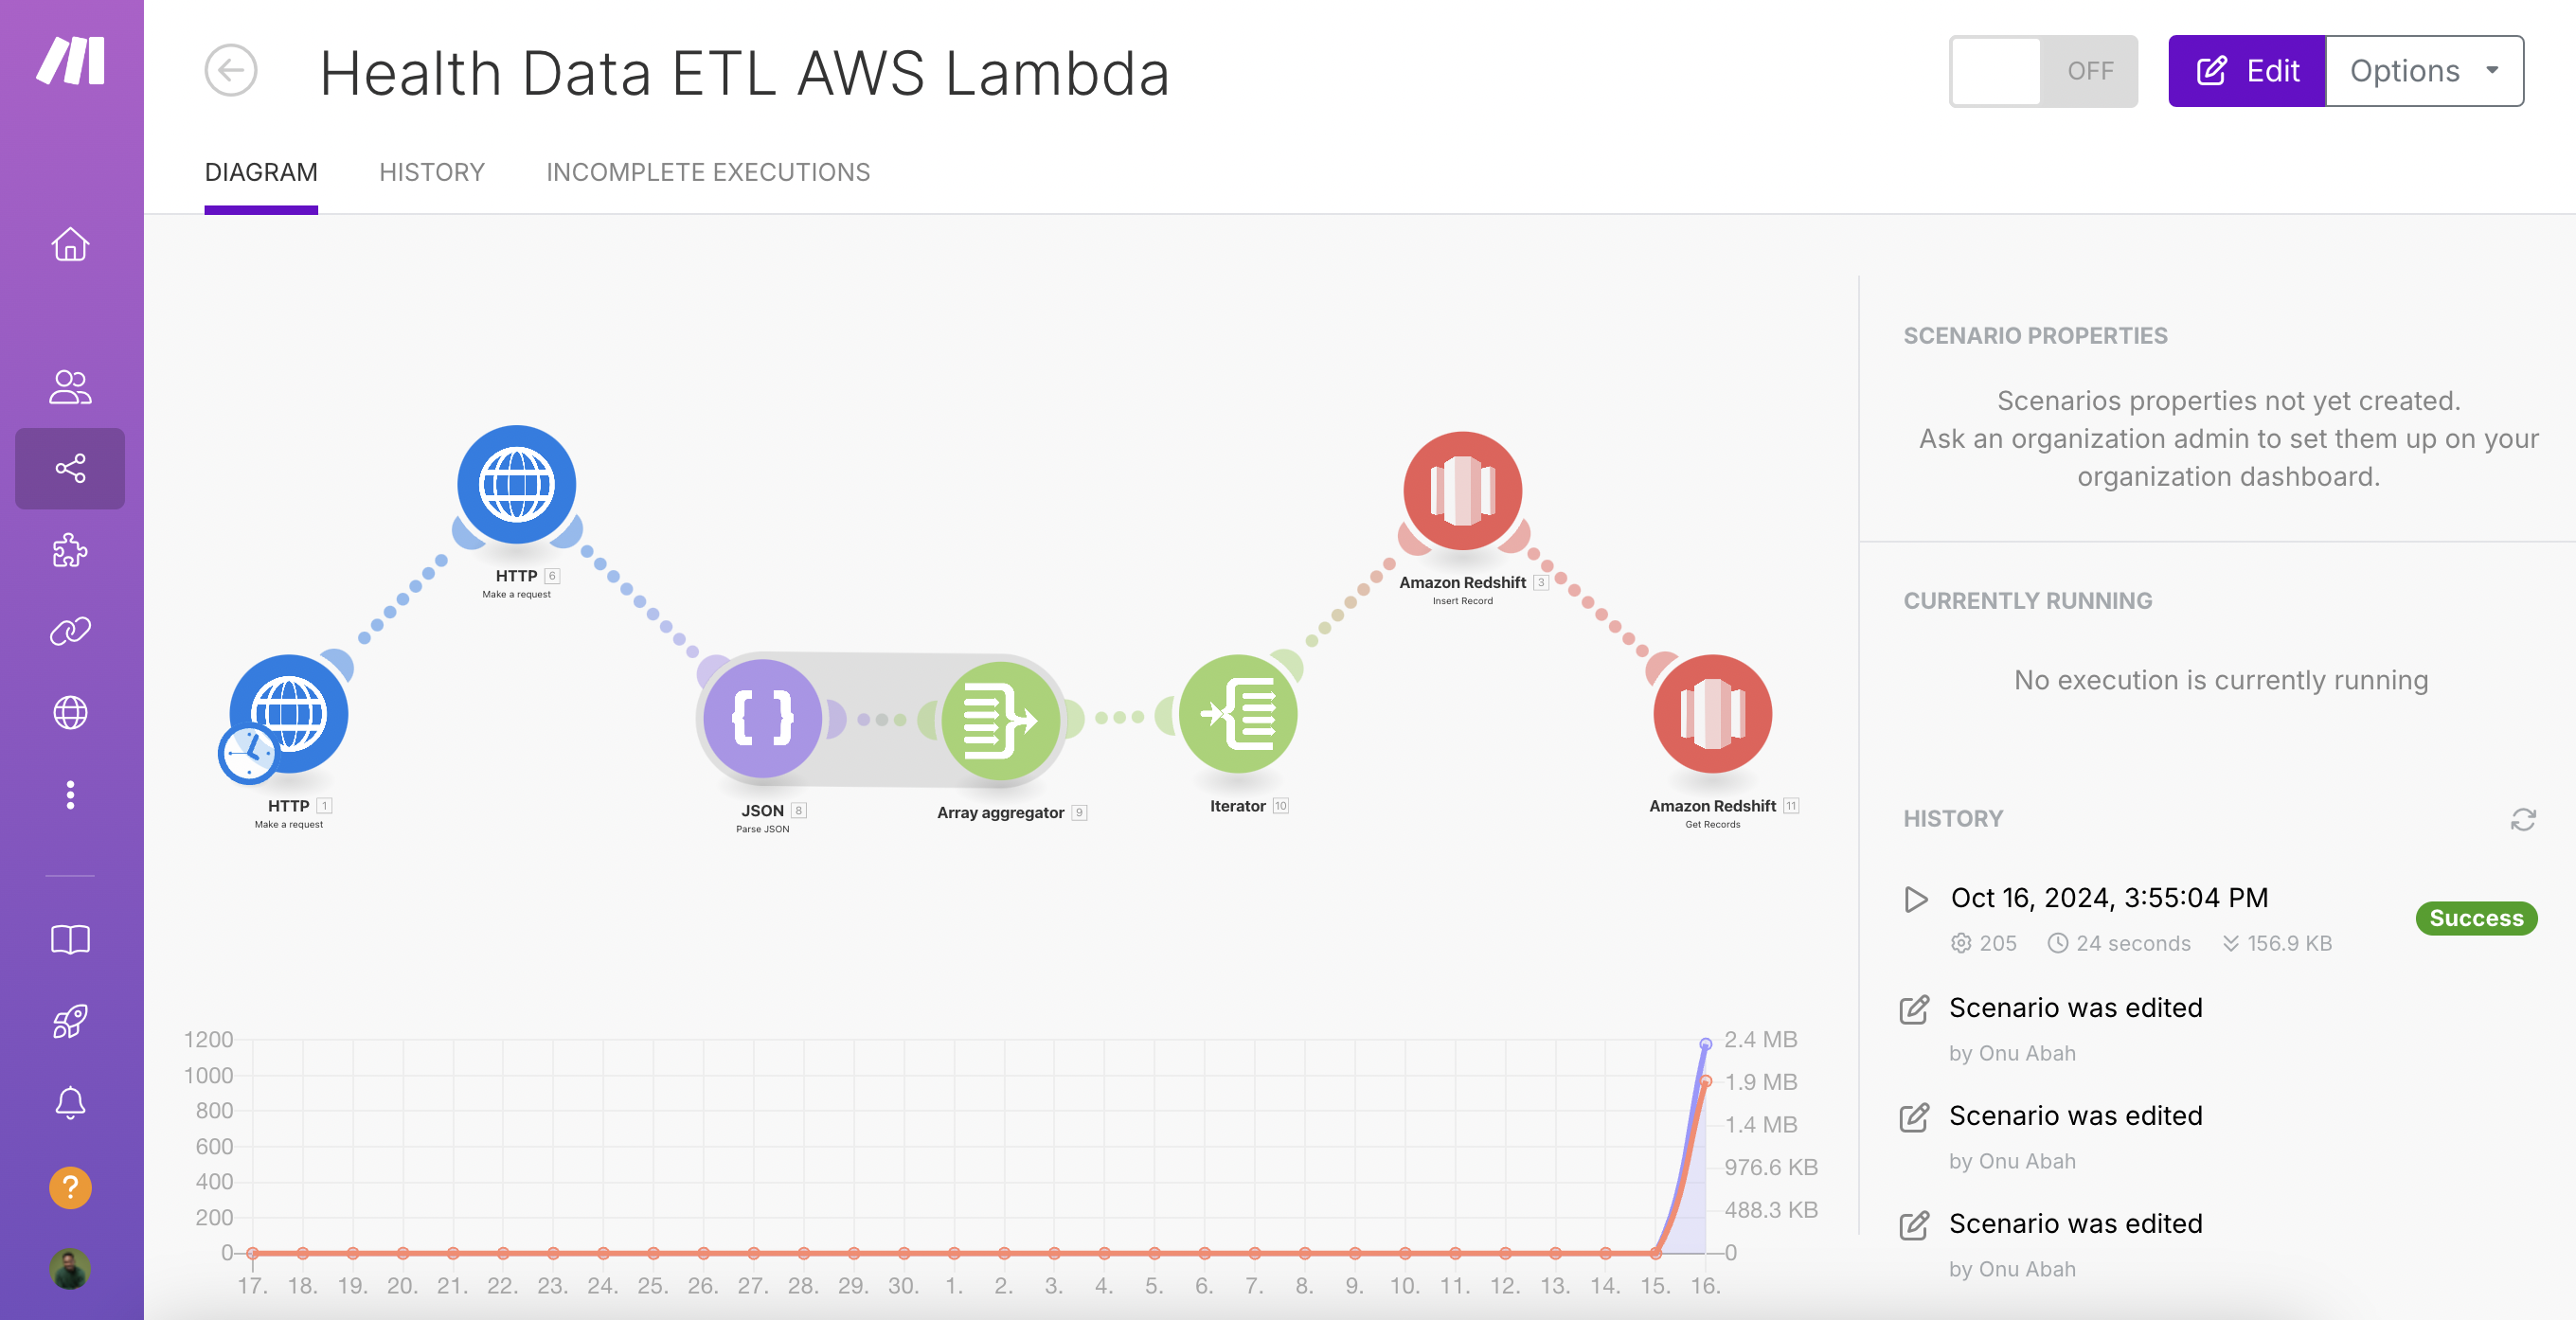 Health Data ETL AWS Lambda
OFF
Edit
Options
DIAGRAM
HISTORY
INCOMPLETE EXECUTIONS
HTTP 1
Make a request
HTTP 6
Make a request
JSON 8
Parse JSON
Array aggregator 9
Iterator 10
Amazon Redshift 3
Insert Record
Amazon Redshift 11
Get Records
1200
1000
800
600
400
200
0
2.4 MB
1.9 MB
1.4 MB
976.6 KB
488.3 KB
0
17. 18. 19. 20. 21. 22. 23. 24. 25. 26. 27. 28. 29. 30. 1. 2. 3. 4. 5. 6. 7. 8. 9. 10. 11. 12. 13. 14. 15. 16.
SCENARIO PROPERTIES
Scenarios properties not yet created.
Ask an organization admin to set them up on your
organization dashboard.
CURRENTLY RUNNING
No execution is currently running
HISTORY
Oct 16, 2024, 3:55:04 PM
Success
205 24 seconds 156.9 KB
Scenario was edited
by Onu Abah
Scenario was edited
by Onu Abah
Scenario was edited
by Onu Abah
?